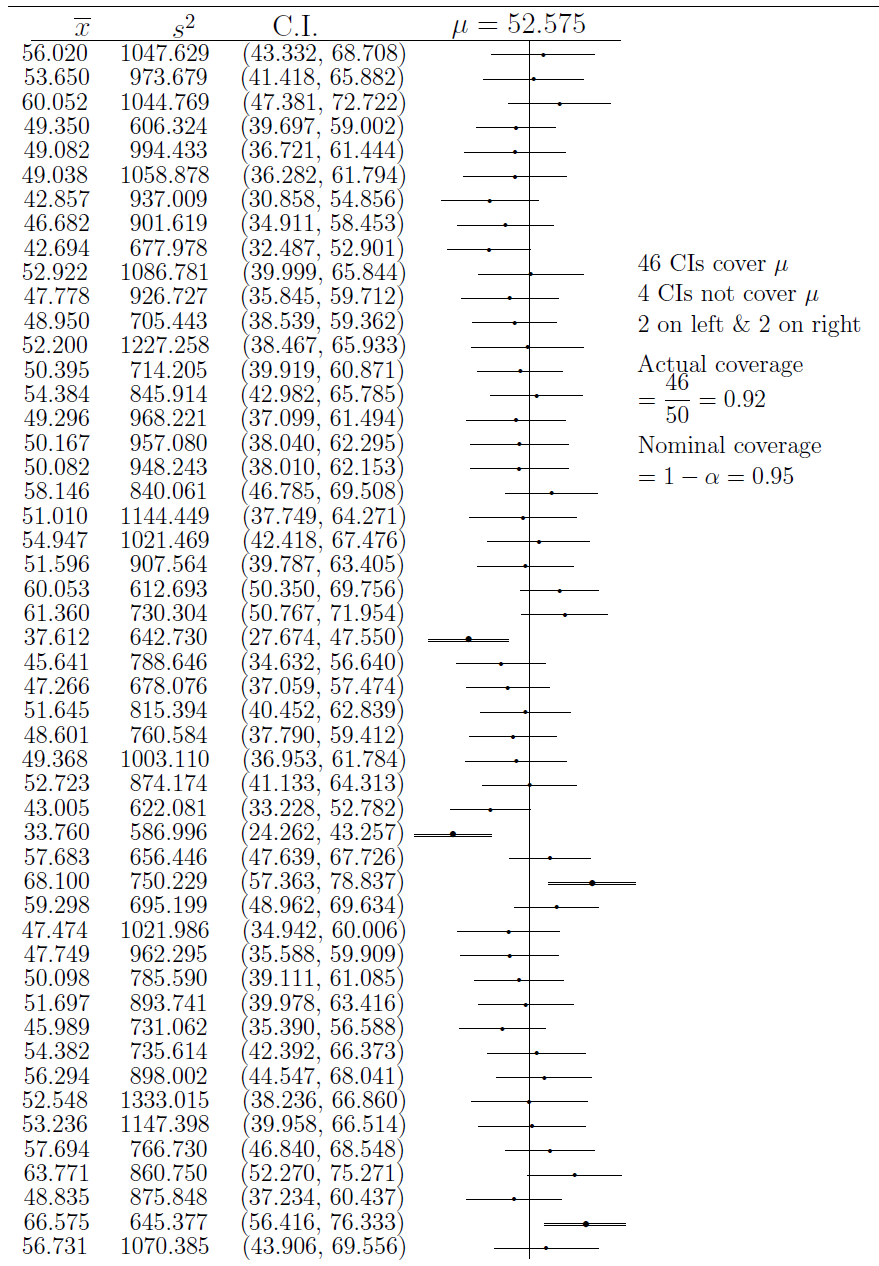 x̄ s² C.I. μ = 52.575
56.020 1047.629 (43.332, 68.708)
53.650 973.679 (41.418, 65.882)
60.052 1044.769 (47.381, 72.722)
49.350 606.324 (39.697, 59.002)
49.082 994.433 (36.721, 61.444)
49.038 1058.878 (36.282, 61.794)
42.857 937.009 (30.858, 54.856)
46.682 901.619 (34.911, 58.453)
42.694 677.978 (32.487, 52.901)
52.922 1086.781 (39.999, 65.844)
47.778 926.727 (35.845, 59.712)
48.950 705.443 (38.539, 59.362)
52.200 1227.258 (38.467, 65.933)
50.395 714.205 (39.919, 60.871)
54.384 845.914 (42.982, 65.785)
49.296 968.221 (37.099, 61.494)
50.167 957.080 (38.040, 62.295)
50.082 948.243 (38.010, 62.153)
58.146 840.061 (46.785, 69.508)
51.010 1144.449 (37.749, 64.271)
54.947 1021.469 (42.418, 67.476)
51.596 907.564 (39.787, 63.405)
60.053 612.693 (50.350, 69.756)
61.360 730.304 (50.767, 71.954)
37.612 642.730 (27.674, 47.550)
45.641 788.646 (34.632, 56.640)
47.266 678.076 (37.059, 57.474)
51.645 815.394 (40.452, 62.839)
48.601 760.584 (37.790, 59.412)
49.368 1003.110 (36.953, 61.784)
52.723 874.174 (41.133, 64.313)
43.005 622.081 (33.228, 52.782)
33.760 586.996 (24.262, 43.257)
57.683 656.446 (47.639, 67.726)
68.100 750.229 (57.363, 78.837)
59.298 695.199 (48.962, 69.634)
47.474 1021.986 (34.942, 60.006)
47.749 962.295 (35.588, 59.909)
50.098 785.590 (39.111, 61.085)
51.697 893.741 (39.978, 63.416)
45.989 731.062 (35.390, 56.588)
54.382 735.614 (42.392, 66.373)
56.294 898.002 (44.547, 68.041)
52.548 1333.015 (38.236, 66.860)
53.236 1147.398 (39.958, 66.514)
57.694 766.730 (46.840, 68.548)
63.771 860.750 (52.270, 75.271)
48.835 875.848 (37.234, 60.437)
66.575 645.377 (56.416, 76.333)
56.731 1070.385 (43.906, 69.556)
46 CIs cover μ
4 CIs not cover μ
2 on left & 2 on right
Actual coverage
= 46/50 = 0.92
Nominal coverage
= 1 − α = 0.95